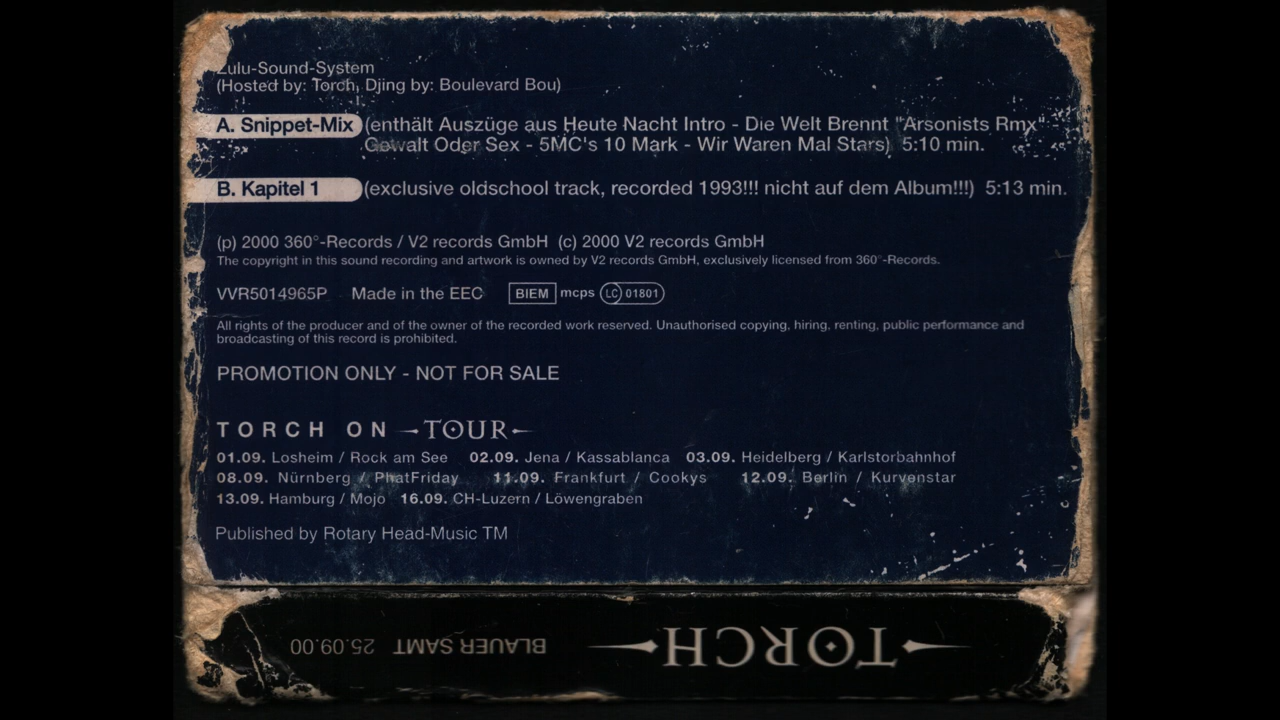 Zulu-Sound-System
(Hosted by: Torch, Djing by: Boulevard Bou)
A. Snippet-Mix (enthält Auszüge aus Heute Nacht Intro - Die Welt Brennt "Arsonists Rmx" -
Gewalt Oder Sex - 5MC's 10 Mark - Wir Waren Mal Stars) 5:10 min.
B. Kapitel 1 (exclusive oldschool track, recorded 1993!!! nicht auf dem Album!!!) 5:13 min.
(p) 2000 360°-Records / V2 records GmbH (c) 2000 V2 records GmbH
The copyright in this sound recording and artwork is owned by V2 records GmbH, exclusively licensed from 360°-Records.
VVR5014965P Made in the EEC BIEM mcps LC 01801
All rights of the producer and of the owner of the recorded work reserved. Unauthorised copying, hiring, renting, public performance and
broadcasting of this record is prohibited.
PROMOTION ONLY - NOT FOR SALE
TORCH ON TOUR
01.09. Losheim / Rock am See 02.09. Jena / Kassablanca 03.09. Heidelberg / Karlstorbahnhof
08.09. Nürnberg / PhatFriday 11.09. Frankfurt / Cookys 12.09. Berlin / Kurvenstar
13.09. Hamburg / Mojo 16.09. CH-Luzern / Löwengraben
Published by Rotary Head-Music TM
TORCH BLAUER SAMT 25.09.00